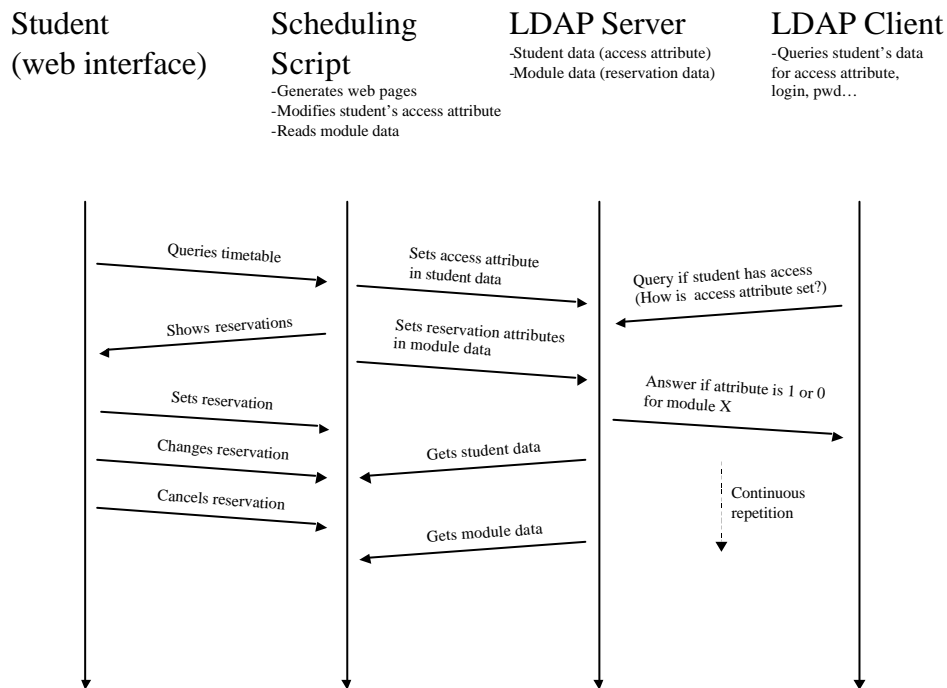 Student
(web interface)
Scheduling
Script
-Generates web pages
-Modifies student's access attribute
-Reads module data
LDAP Server
-Student data (access attribute)
-Module data (reservation data)
LDAP Client
-Queries student's data
for access attribute,
login, pwd…
Queries timetable
Sets access attribute
in student data
Query if student has access
(How is access attribute set?)
Shows reservations
Sets reservation attributes
in module data
Answer if attribute is 1 or 0
for module X
Sets reservation
Changes reservation
Gets student data
Cancels reservation
Continuous
repetition
Gets module data